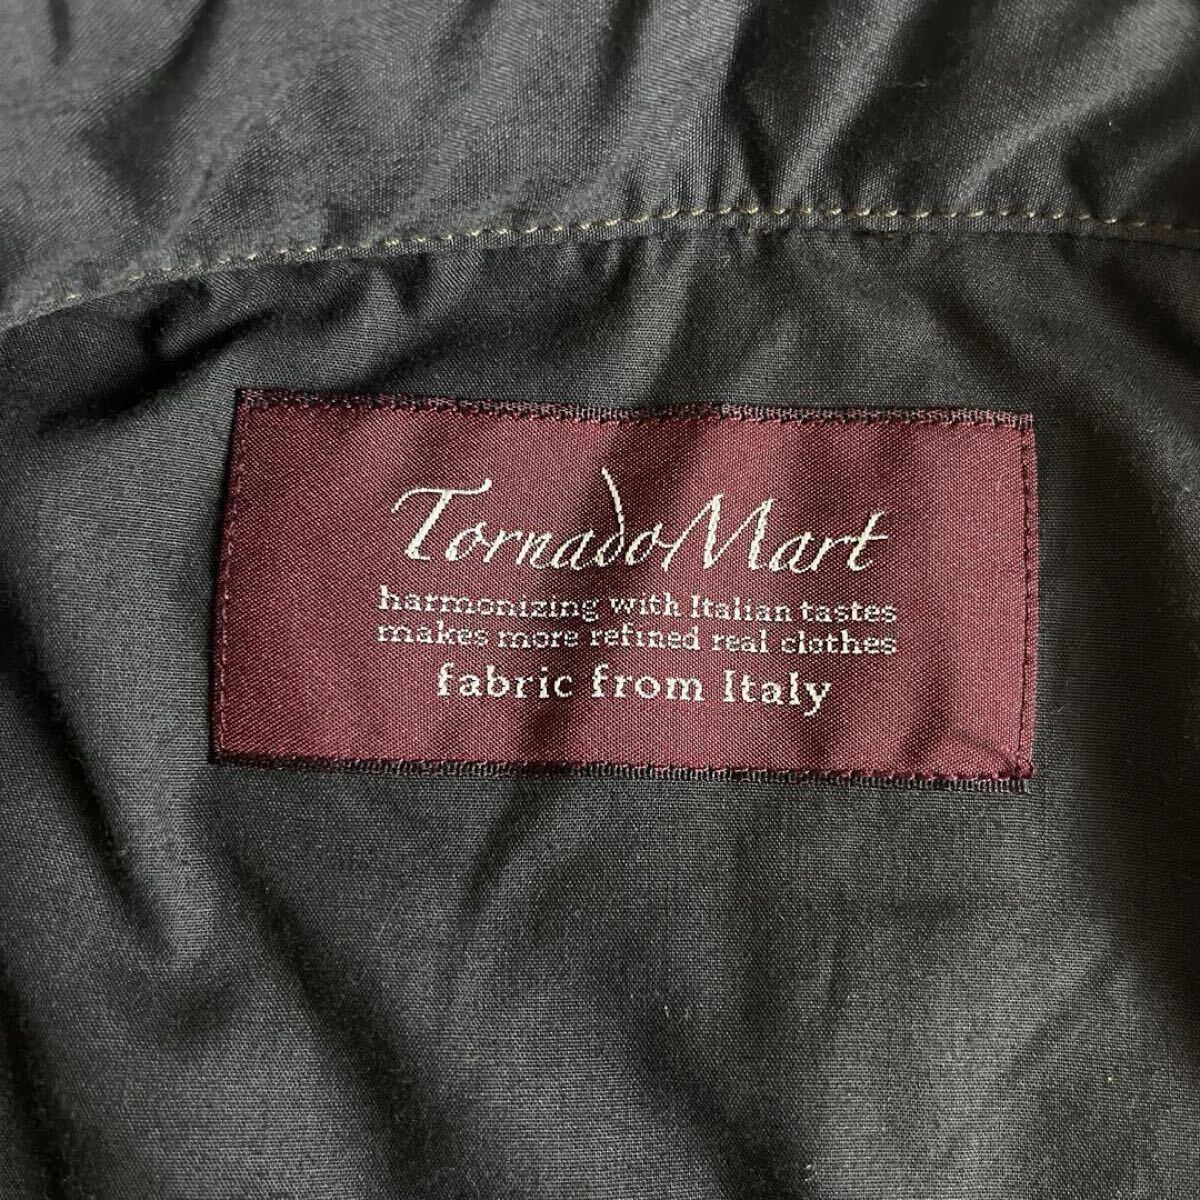 TornadoMart
harmonizing with Italian tastes
makes more refined real clothes
fabric from Italy